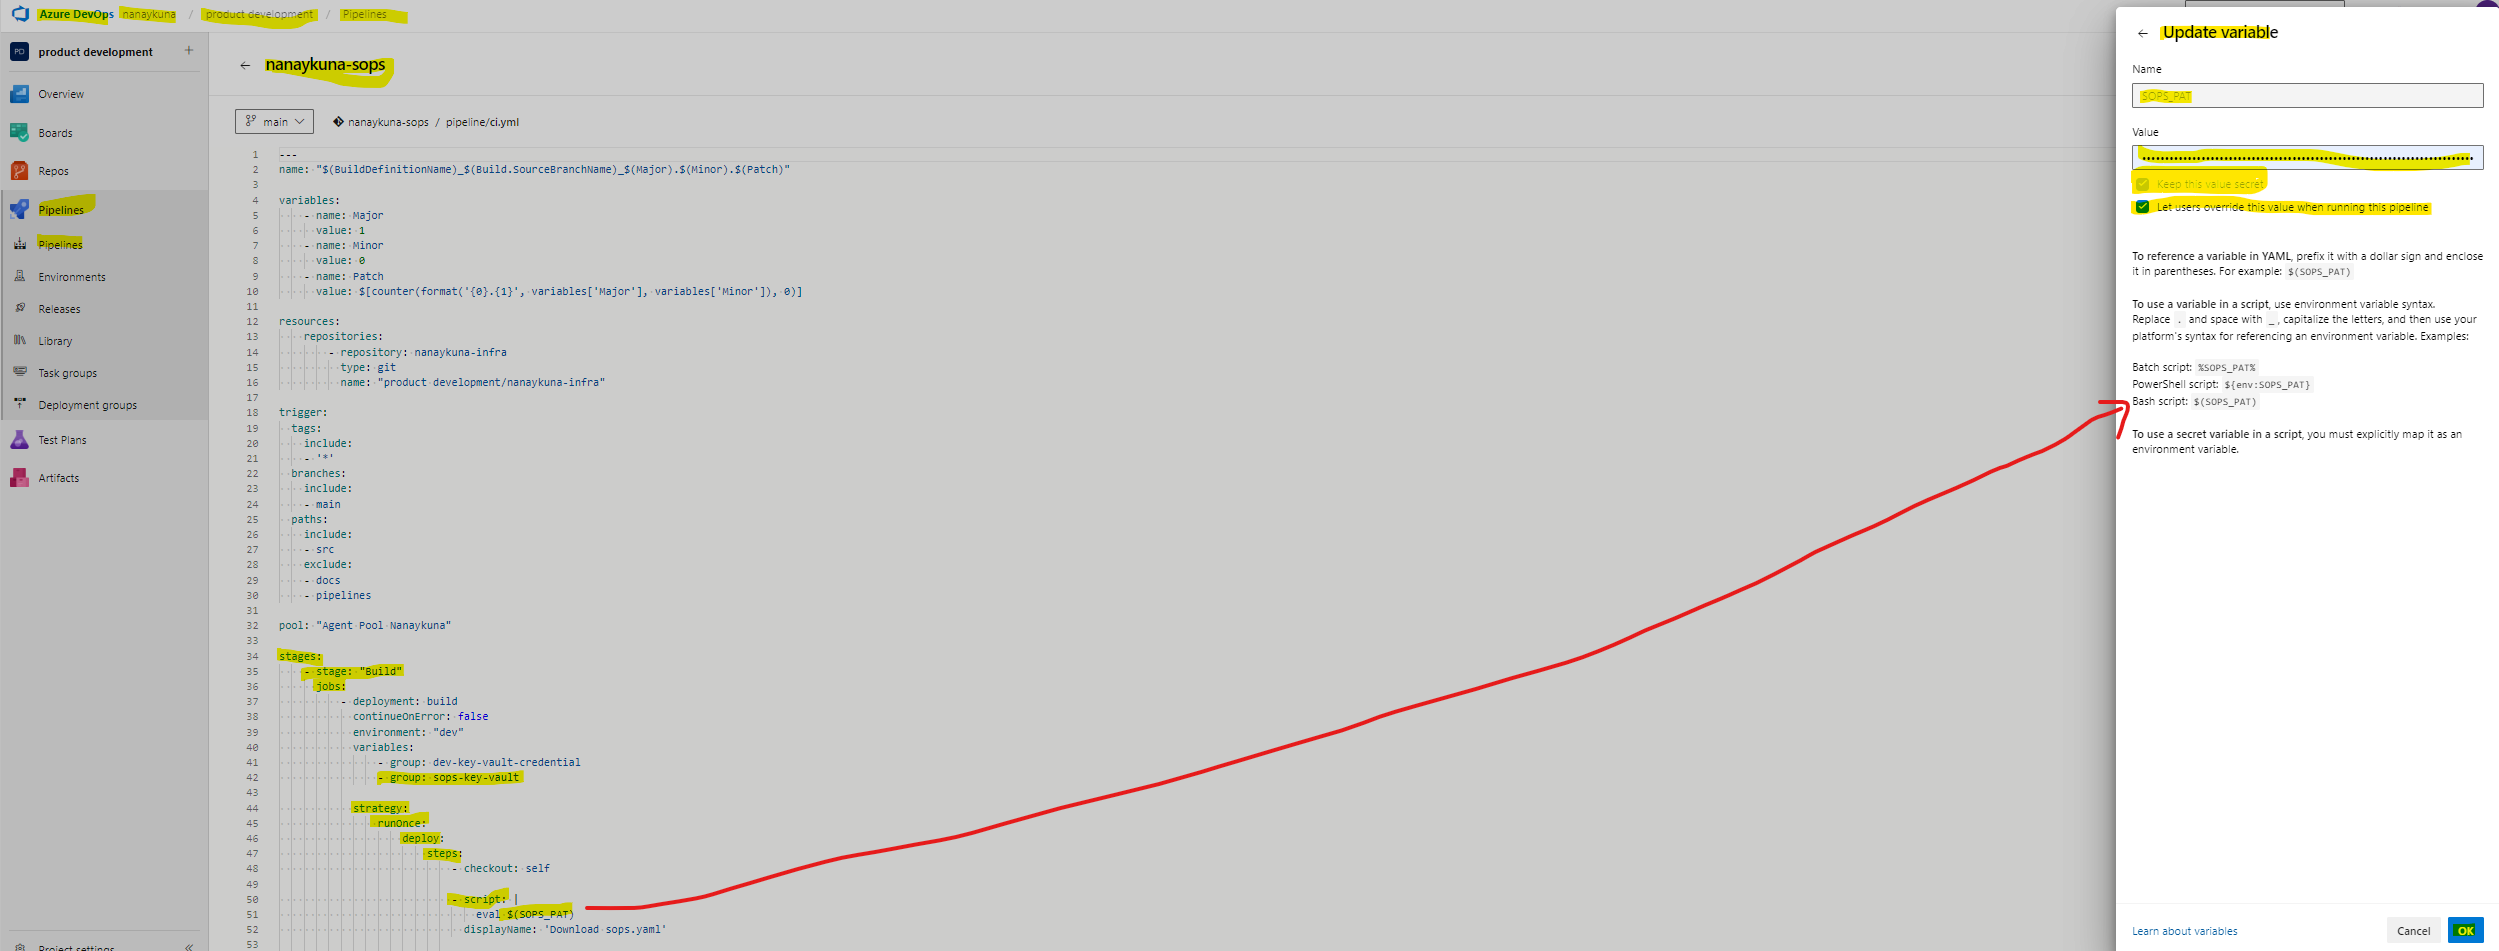 Azure DevOps nanaykuna / product development / Pipelines
PD product development +
Overview
Boards
Repos
Pipelines
Pipelines
Environments
Releases
Library
Task groups
Deployment groups
Test Plans
Artifacts
Project settings
nanaykuna-sops
main nanaykuna-sops / pipeline/ci.yml
1 ---
2 name: "$(BuildDefinitionName)_$(Build.SourceBranchName)_$(Major).$(Minor).$(Patch)"
3
4 variables:
5 - name: Major
6 value: 1
7 - name: Minor
8 value: 0
9 - name: Patch
10 value: $[counter(format('{0}.{1}', variables['Major'], variables['Minor']), 0)]
11
12 resources:
13 repositories:
14 - repository: nanaykuna-infra
15 type: git
16 name: "product development/nanaykuna-infra"
17
18 trigger:
19 tags:
20 include:
21 - '*'
22 branches:
23 include:
24 - main
25 paths:
26 include:
27 - src
28 exclude:
29 - docs
30 - pipelines
31
32 pool: "Agent Pool Nanaykuna"
33
34 stages:
35 - stage: "Build"
36 jobs:
37 - deployment: build
38 continueOnError: false
39 environment: "dev"
40 variables:
41 - group: dev-key-vault-credential
42 - group: sops-key-vault
43
44 strategy:
45 runOnce:
46 deploy:
47 steps:
48 - checkout: self
49
50 - script: |
51 eval $(SOPS_PAT)
52 displayName: 'Download sops.yaml'
53
Update variable
Name
SOPS_PAT
Value
Keep this value secret
Let users override this value when running this pipeline
To reference a variable in YAML, prefix it with a dollar sign and enclose
it in parentheses. For example: $(SOPS_PAT)
To use a variable in a script, use environment variable syntax.
Replace . and space with _, capitalize the letters, and then use your
platform's syntax for referencing an environment variable. Examples:
Batch script: %SOPS_PAT%
PowerShell script: ${env:SOPS_PAT}
Bash script: $(SOPS_PAT)
To use a secret variable in a script, you must explicitly map it as an
environment variable.
Learn about variables
Cancel
OK